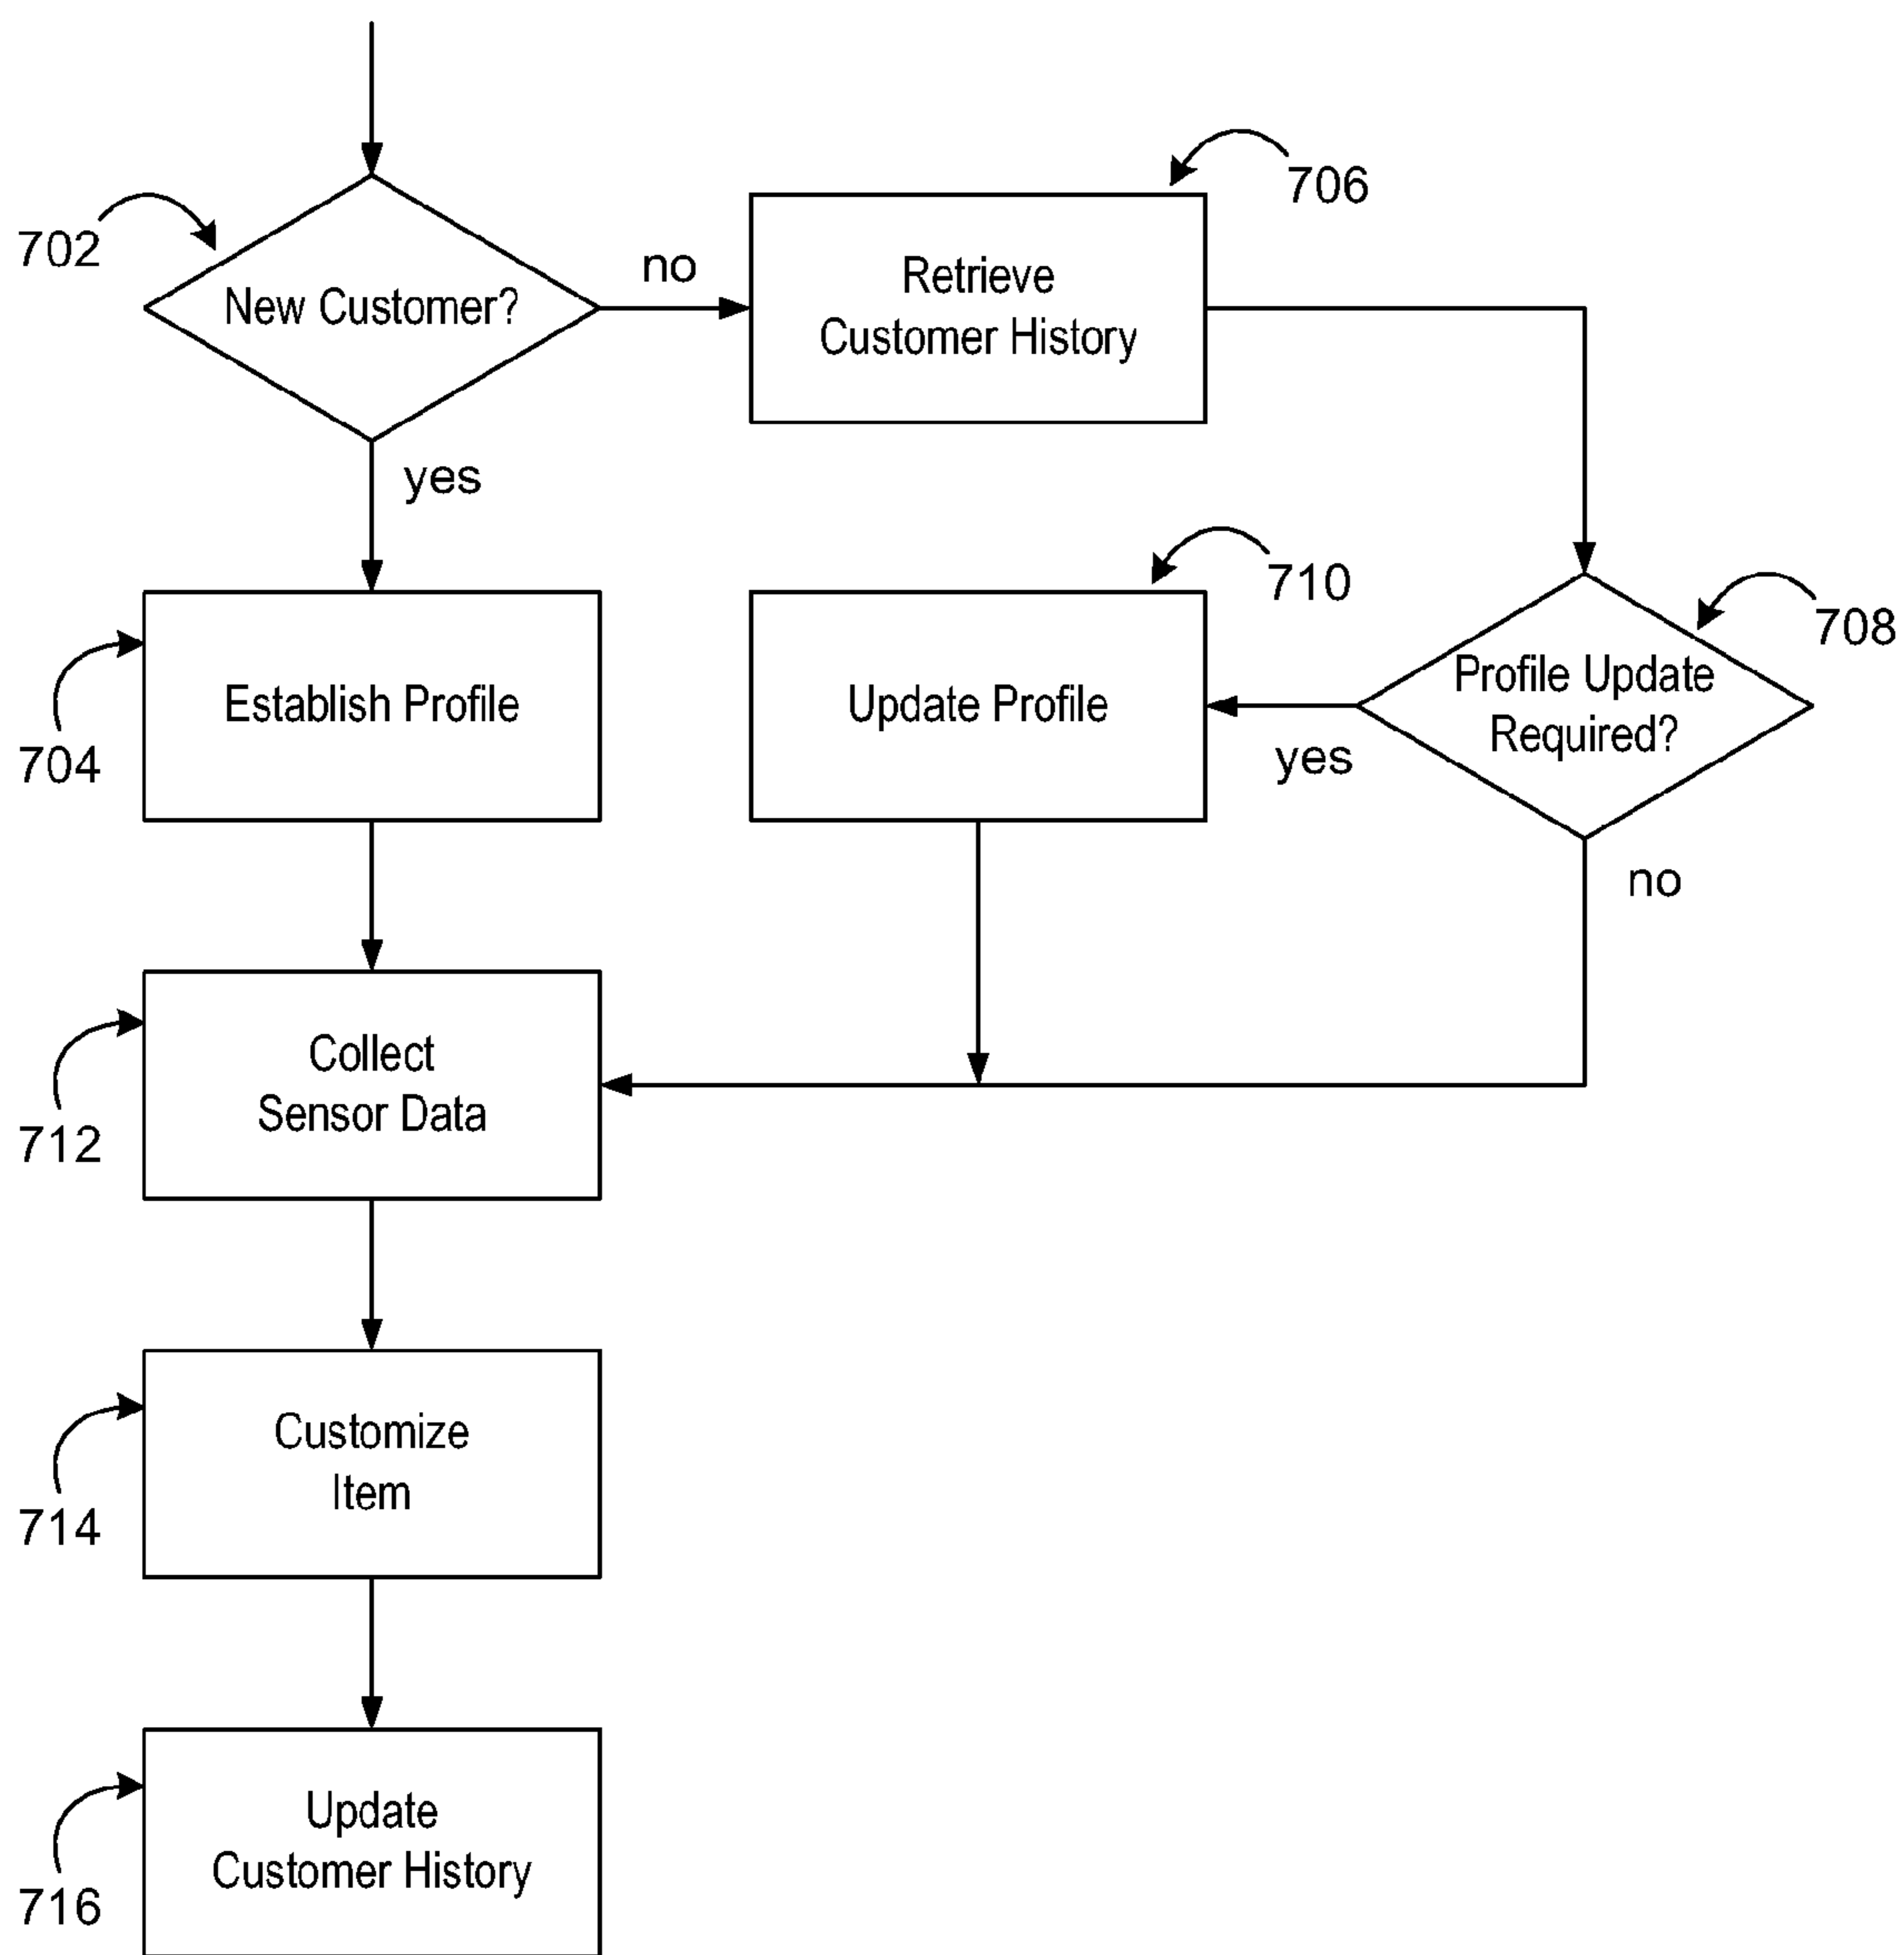 706
702
no
Retrieve
Customer History
New Customer?
yes
710
708
704
Establish Profile
Update Profile
yes
Profile Update
Required?
no
712
Collect
Sensor Data
714
Customize
Item
716
Update
Customer History